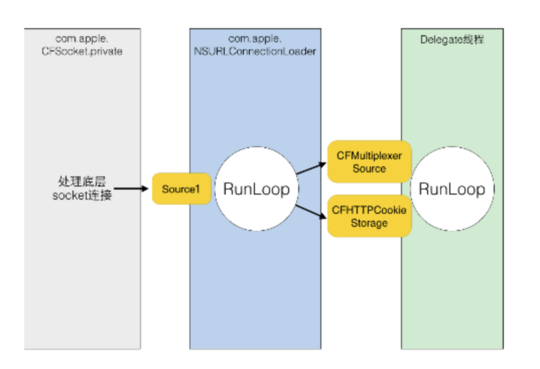 com.apple.
CFSocket.private
com.apple.
NSURLConnectionLoader
Delegate线程
处理底层
socket连接
Source1
RunLoop
CFMultiplexer
Source
CFHTTPCookie
Storage
RunLoop